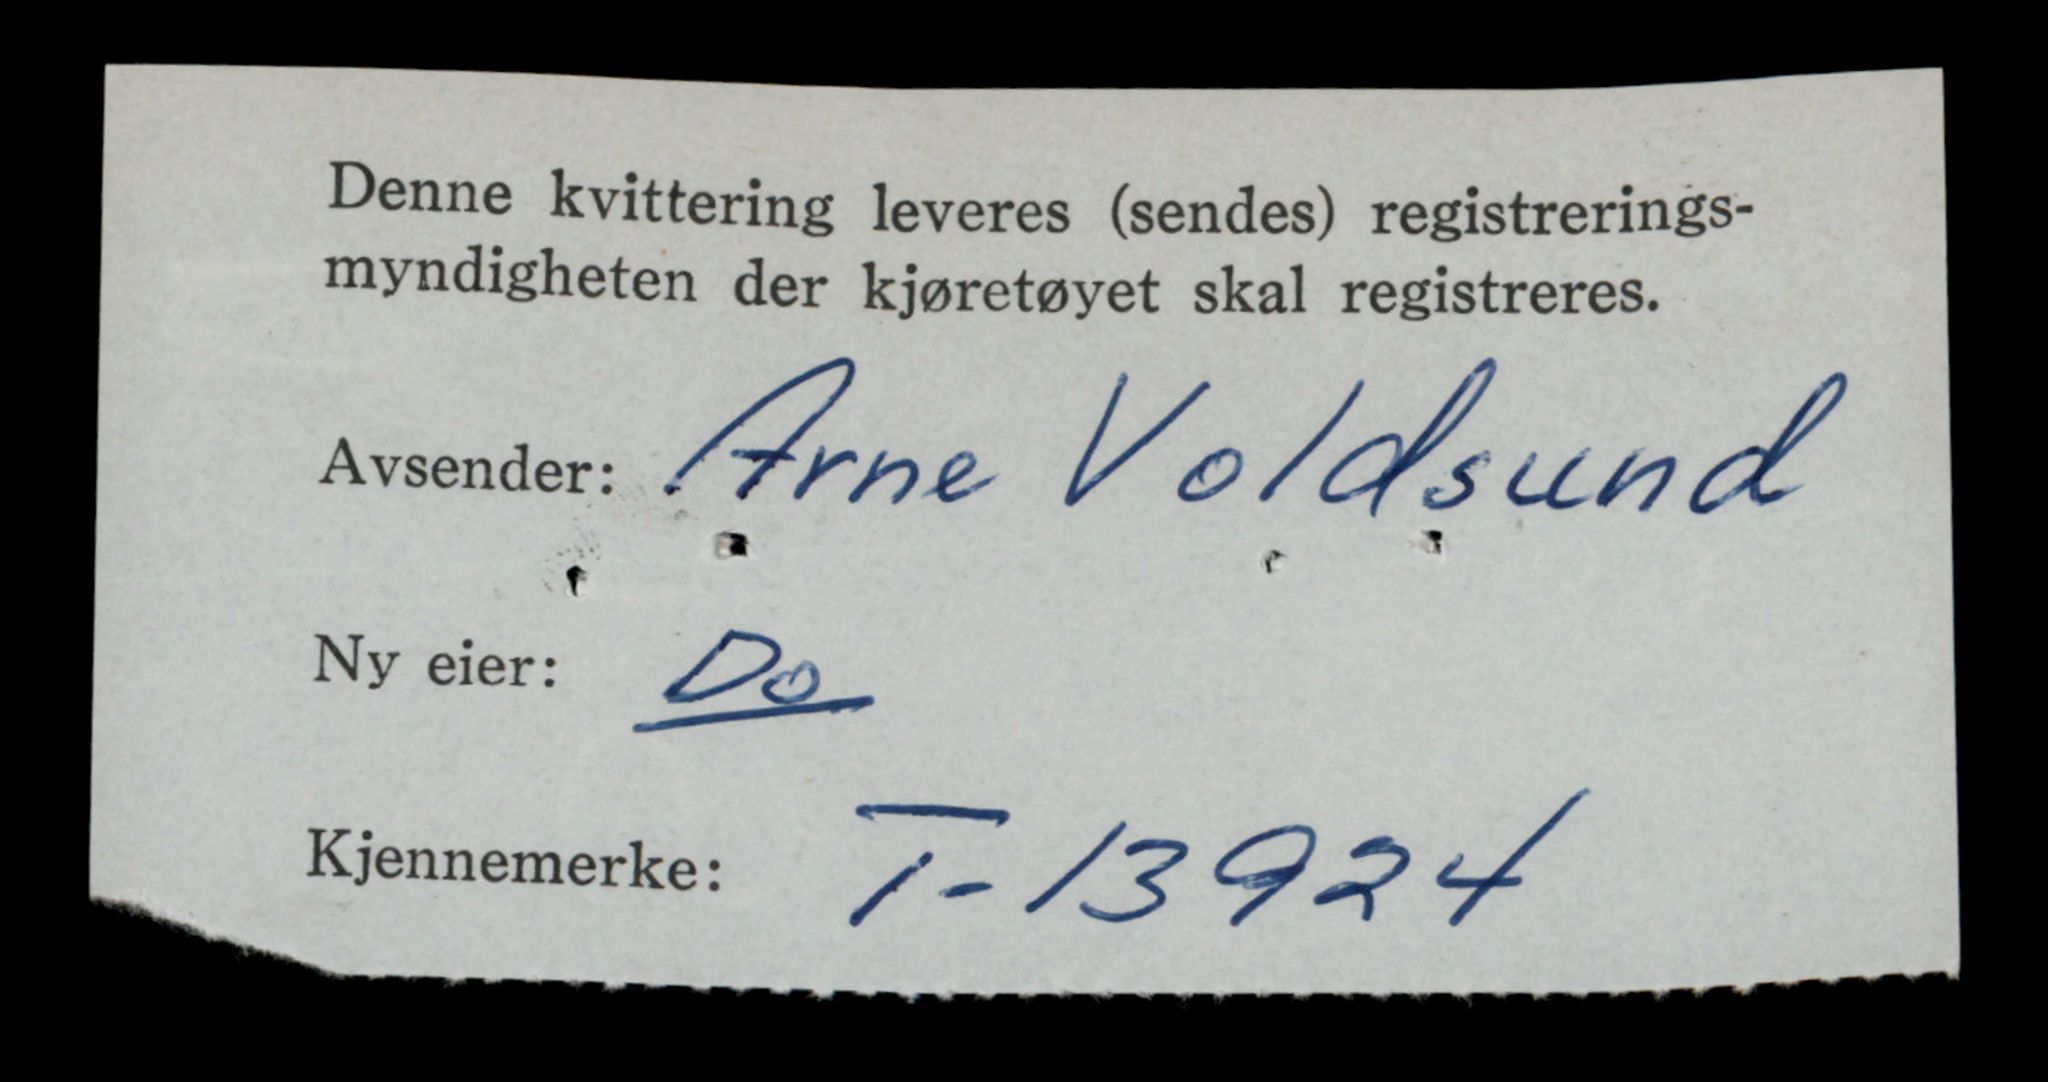 Denne kvittering leveres (sendes) registrerings-
myndigheten der kjøretøyet skal registreres.
Avsender: Arne Voldsund
Ny eier: Do
Kjennemerke: T-13924